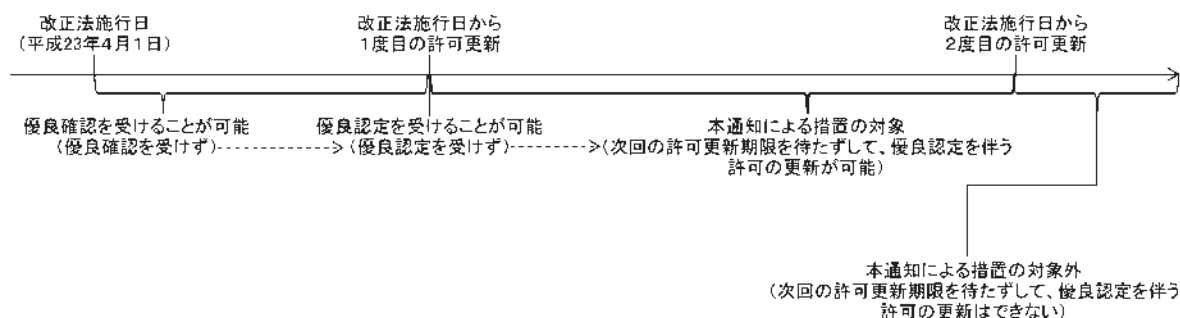 改正法施行日
(平成23年4月1日)
改正法施行日から
1度目の許可更新
改正法施行日から
2度目の許可更新
優良確認を受けることが可能
(優良確認を受けず)
優良認定を受けることが可能
(優良認定を受けず)
本通知による措置の対象
(次回の許可更新期限を待たずして、優良認定を伴う
許可の更新が可能)
本通知による措置の対象外
(次回の許可更新期限を待たずして、優良認定を伴う
許可の更新はできない)